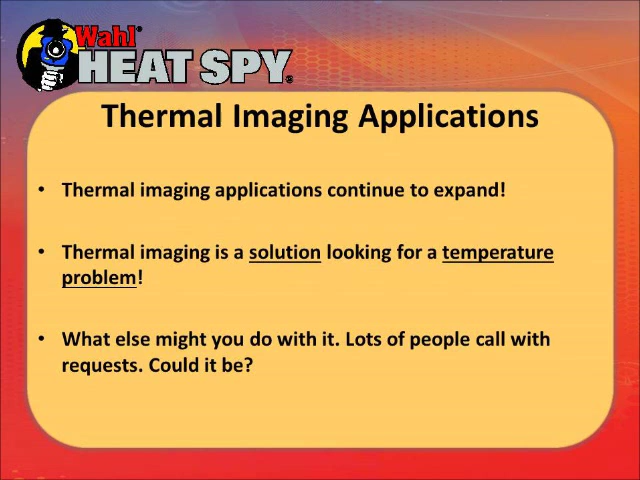 Wahl®
HEAT SPY®
Thermal Imaging Applications
• Thermal imaging applications continue to expand!
• Thermal imaging is a solution looking for a temperature
problem!
• What else might you do with it. Lots of people call with
requests. Could it be?